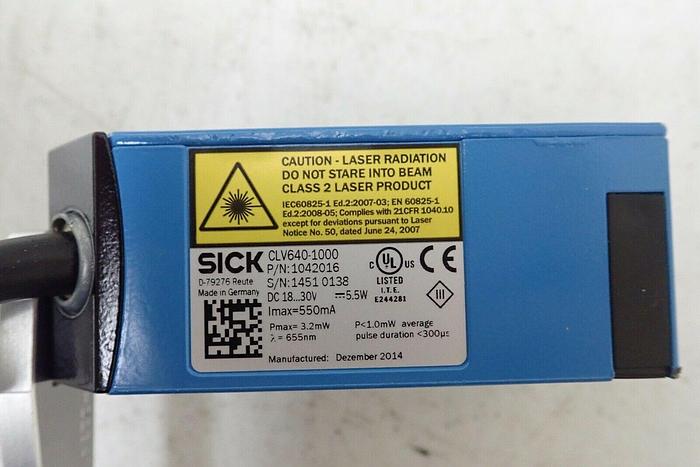 CAUTION - LASER RADIATION
DO NOT STARE INTO BEAM
CLASS 2 LASER PRODUCT
IEC60825-1 Ed.2:2007-03; EN 60825-1
Ed.2:2008-05; Complies with 21CFR 1040.10
except for deviations pursuant to Laser
Notice No. 50, dated June 24, 2007
SICK
D-79276 Reute
Made in Germany
CLV640-1000
P/N: 1042016
S/N: 1451 0138
DC 18...30V 5.5W
Imax=550mA
Pmax= 3.2mW
λ = 655nm
P<1.0mW average
pulse duration <300µs
Manufactured: Dezember 2014
c UL US
LISTED
I.T.E.
E244281
CE
III